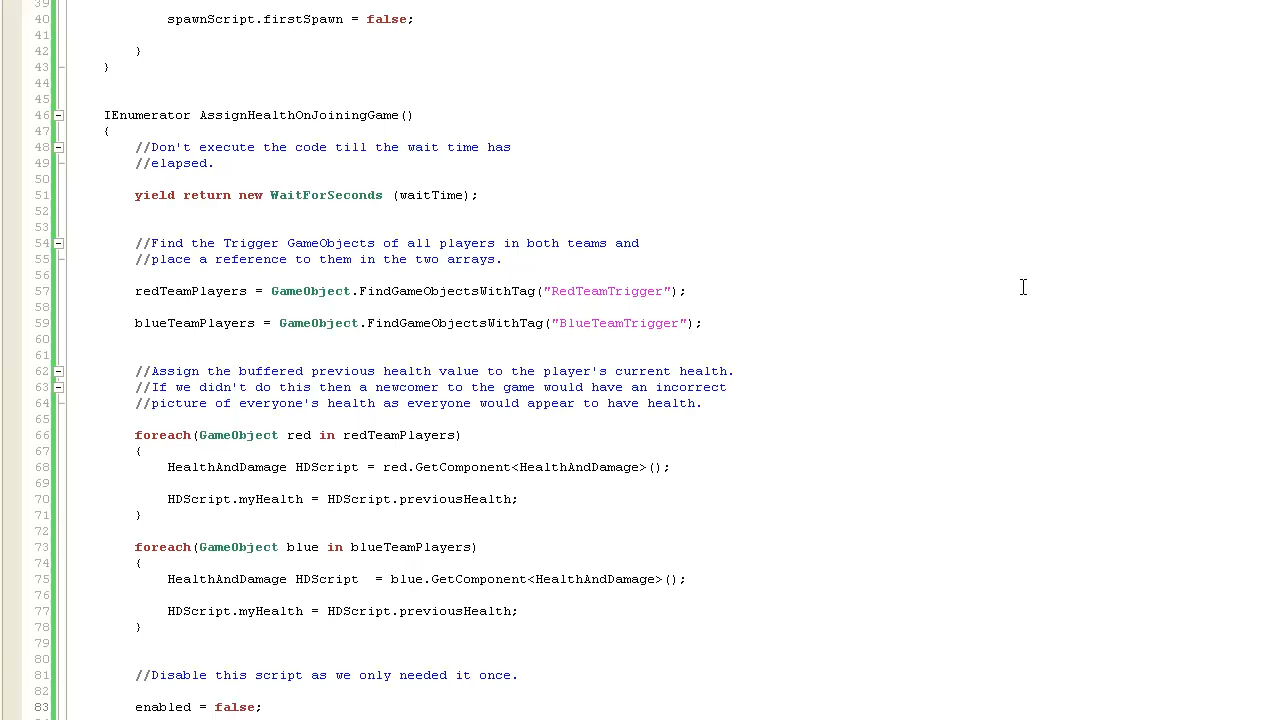 39
40 spawnScript.firstSpawn = false;
41
42 }
43 }
44
45
46 IEnumerator AssignHealthOnJoiningGame()
47 {
48 //Don't execute the code till the wait time has
49 //elapsed.
50
51 yield return new WaitForSeconds (waitTime);
52
53
54 //Find the Trigger GameObjects of all players in both teams and
55 //place a reference to them in the two arrays.
56
57 redTeamPlayers = GameObject.FindGameObjectsWithTag("RedTeamTrigger");
58
59 blueTeamPlayers = GameObject.FindGameObjectsWithTag("BlueTeamTrigger");
60
61
62 //Assign the buffered previous health value to the player's current health.
63 //If we didn't do this then a newcomer to the game would have an incorrect
64 //picture of everyone's health as everyone would appear to have health.
65
66 foreach(GameObject red in redTeamPlayers)
67 {
68 HealthAndDamage HDScript = red.GetComponent<HealthAndDamage>();
69
70 HDScript.myHealth = HDScript.previousHealth;
71 }
72
73 foreach(GameObject blue in blueTeamPlayers)
74 {
75 HealthAndDamage HDScript  = blue.GetComponent<HealthAndDamage>();
76
77 HDScript.myHealth = HDScript.previousHealth;
78 }
79
80
81 //Disable this script as we only needed it once.
82
83 enabled = false;